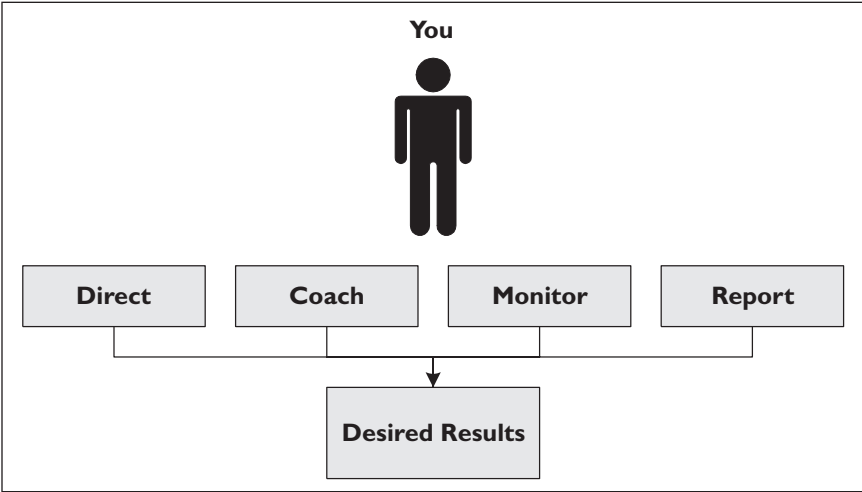 You
Direct
Coach
Monitor
Report
Desired Results